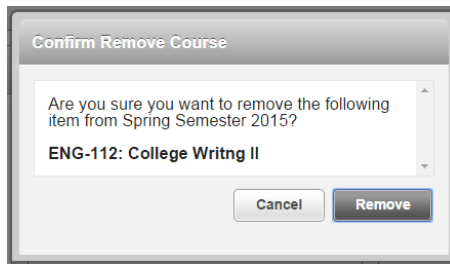 Confirm Remove Course
Are you sure you want to remove the following
item from Spring Semester 2015?
ENG-112: College Writng II
Cancel Remove